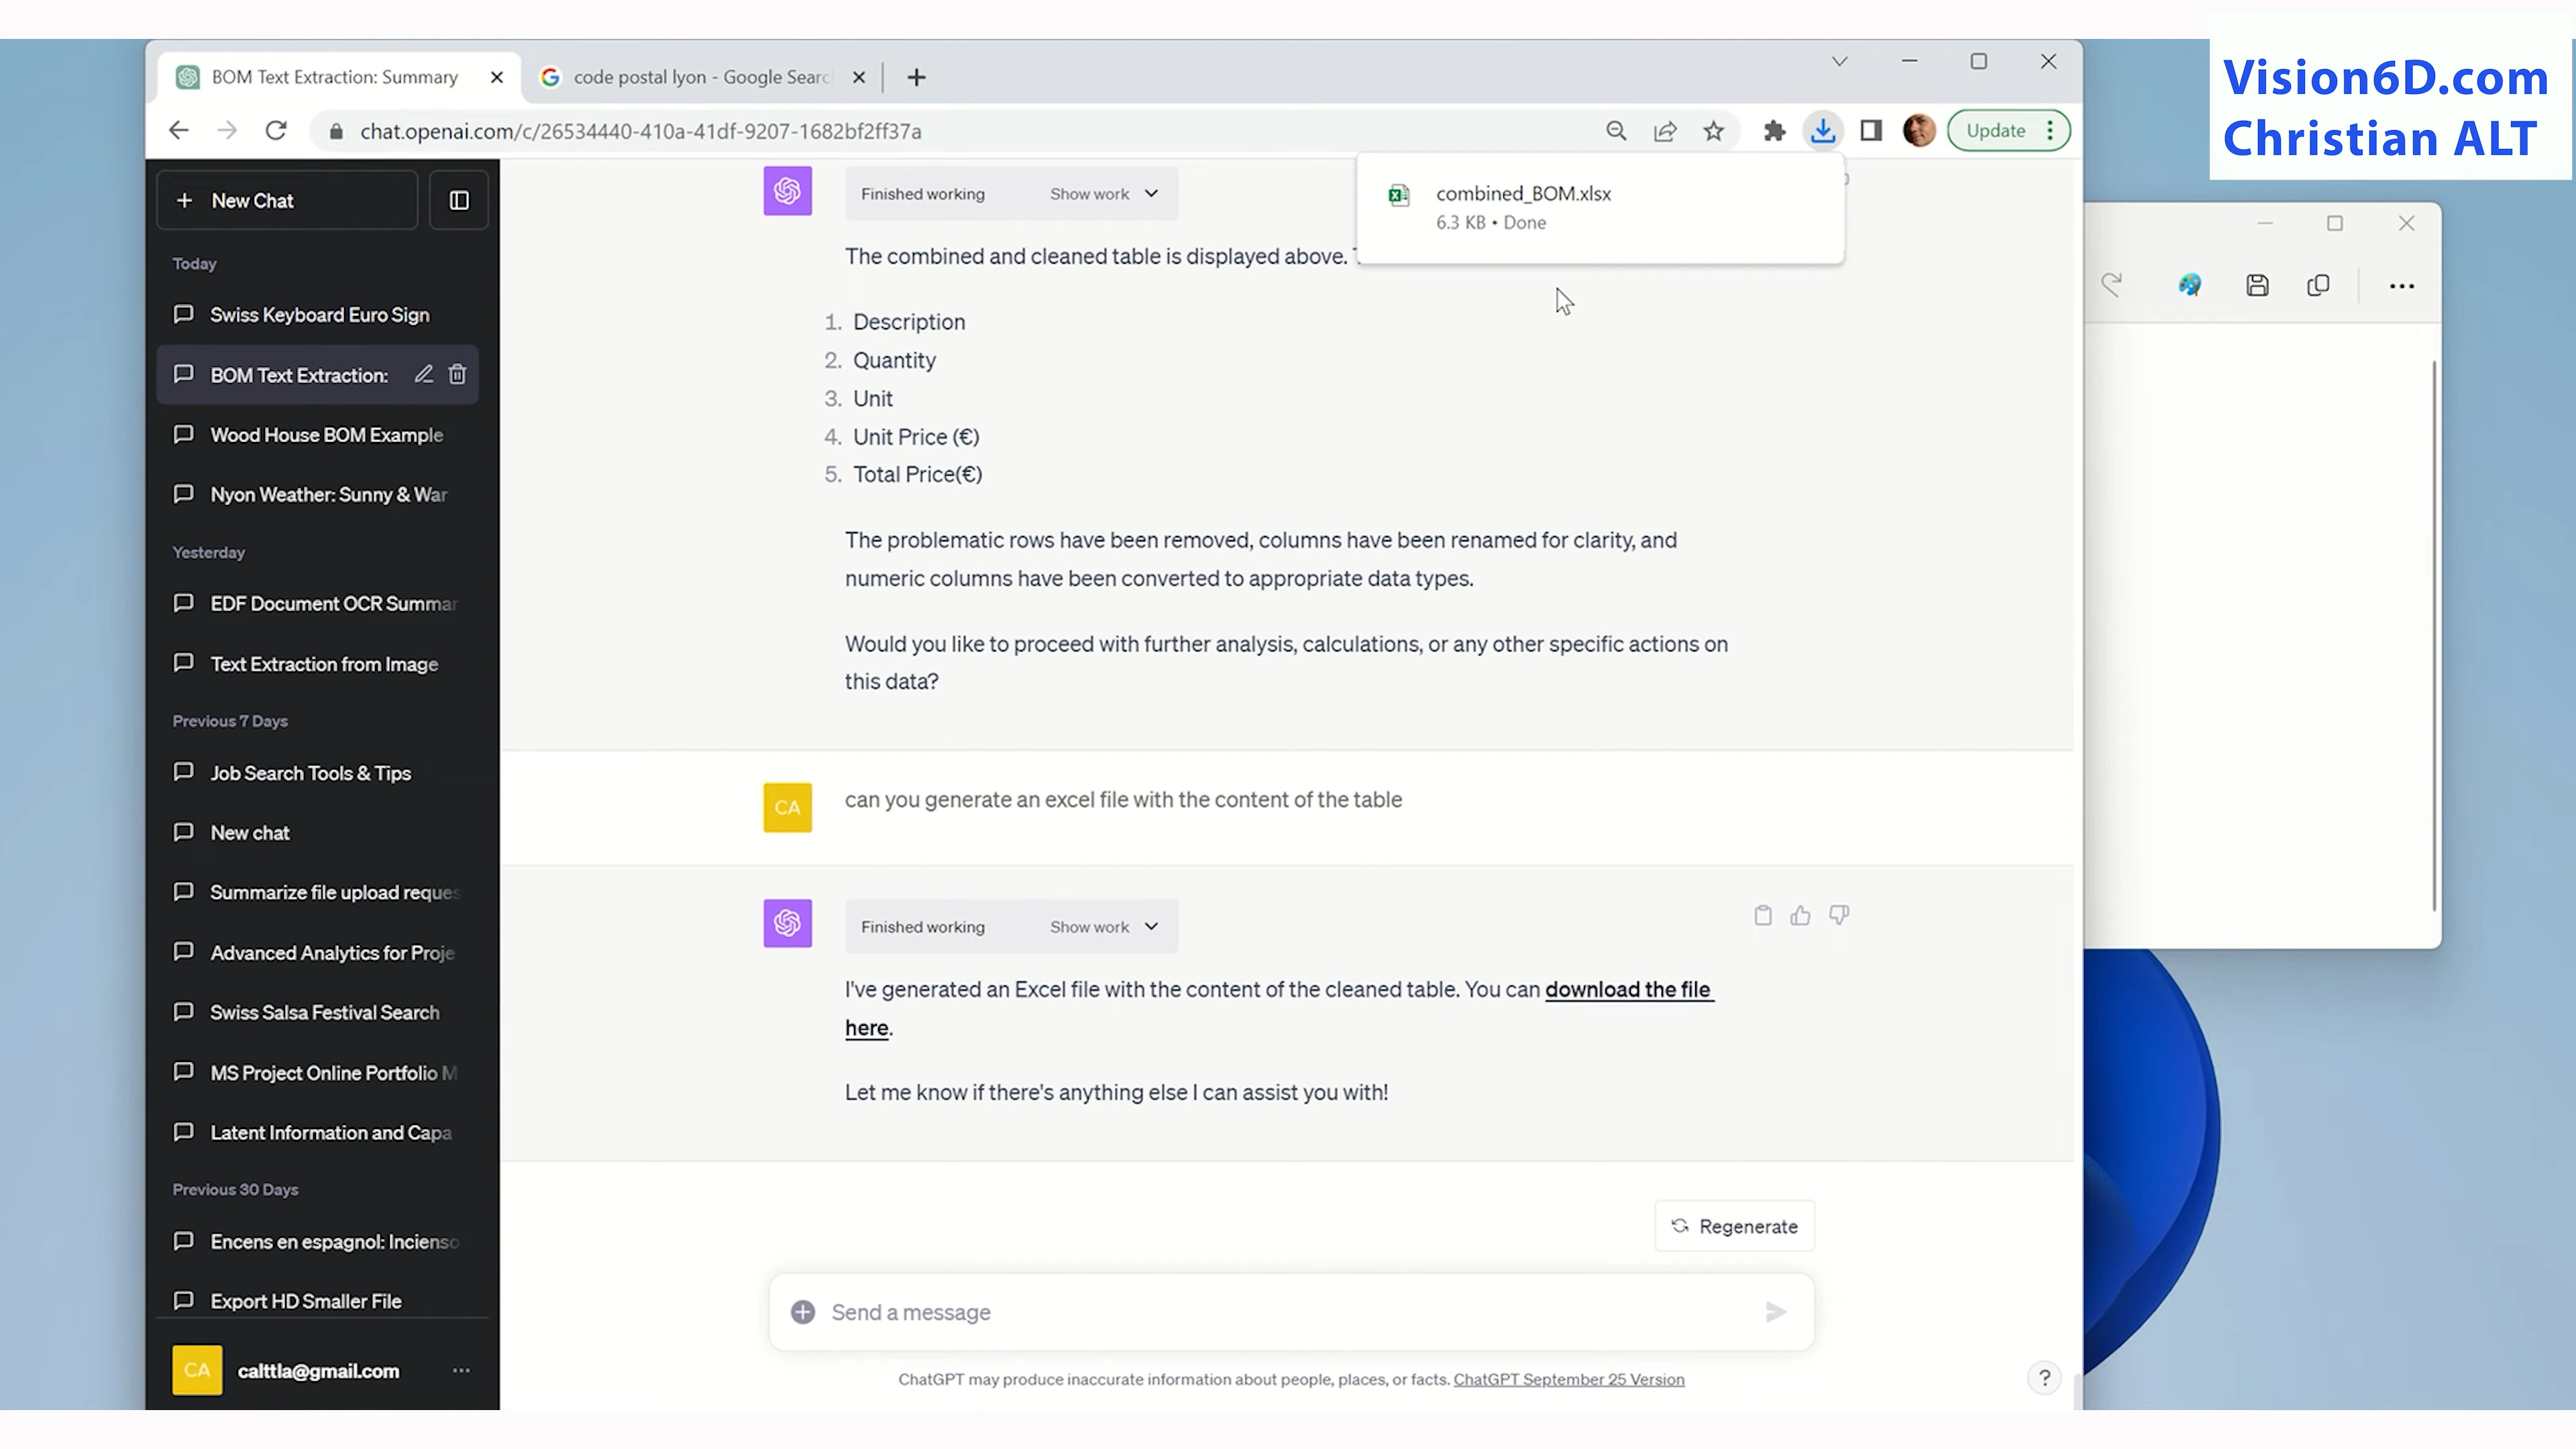 Vision6D.com
Christian ALT
BOM Text Extraction: Summary
code postal lyon - Google Searc
chat.openai.com/c/26534440-410a-41df-9207-1682bf2ff37a
Update
combined_BOM.xlsx
6.3 KB • Done
New Chat
Today
Swiss Keyboard Euro Sign
BOM Text Extraction:
Wood House BOM Example
Nyon Weather: Sunny & War
Yesterday
EDF Document OCR Summar
Text Extraction from Image
Previous 7 Days
Job Search Tools & Tips
New chat
Summarize file upload reques
Advanced Analytics for Proje
Swiss Salsa Festival Search
MS Project Online Portfolio M
Latent Information and Capa
Previous 30 Days
Encens en espagnol: Incienso
Export HD Smaller File
CA
calttla@gmail.com
Finished working
Show work
The combined and cleaned table is displayed above.
1. Description
2. Quantity
3. Unit
4. Unit Price (€)
5. Total Price(€)
The problematic rows have been removed, columns have been renamed for clarity, and
numeric columns have been converted to appropriate data types.
Would you like to proceed with further analysis, calculations, or any other specific actions on
this data?
CA
can you generate an excel file with the content of the table
Finished working
Show work
I've generated an Excel file with the content of the cleaned table. You can download the file
here.
Let me know if there's anything else I can assist you with!
Regenerate
Send a message
ChatGPT may produce inaccurate information about people, places, or facts. ChatGPT September 25 Version
?